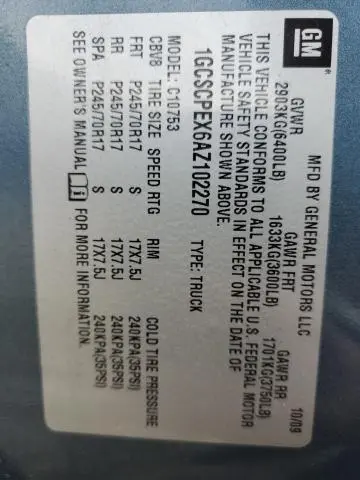 GM
MFD BY GENERAL MOTORS LLC
10/09
GVWR GAWR FRT GAWR RR
2903KG(6400LB) 1633KG(3600LB) 1701KG(3750LB)
THIS VEHICLE CONFORMS TO ALL APPLICABLE U.S. FEDERAL MOTOR
VEHICLE SAFETY STANDARDS IN EFFECT ON THE DATE OF
MANUFACTURE SHOWN ABOVE.
1GCSCPEX6AZ102270 TYPE: TRUCK
MODEL: C10753
CBV8 TIRE SIZE SPEED RTG RIM COLD TIRE PRESSURE
FRT P245/70R17 S 17X7.5J 240KPA(35PSI)
RR P245/70R17 S 17X7.5J 240KPA(35PSI)
SPA P245/70R17 S 17X7.5J 240KPA(35PSI)
SEE OWNER'S MANUAL FOR MORE INFORMATION.